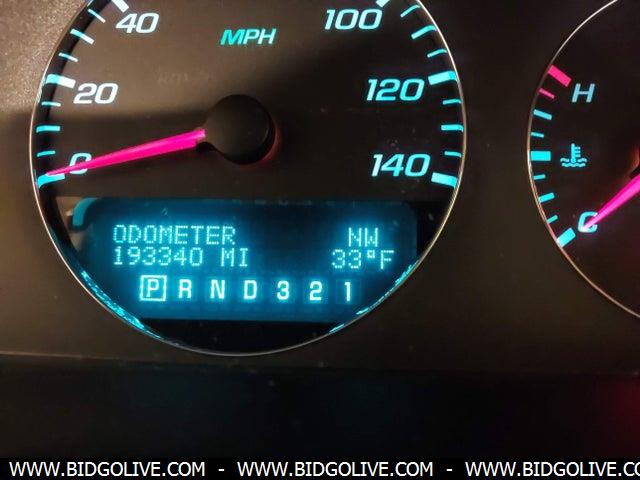 40
100
MPH
20
120
H
0
140
C
ODOMETER NW
193340 MI 33°F
P R N D 3 2 1
WWW.BIDGOLIVE.COM - WWW.BIDGOLIVE.COM - WWW.BIDGOLIVE.COM